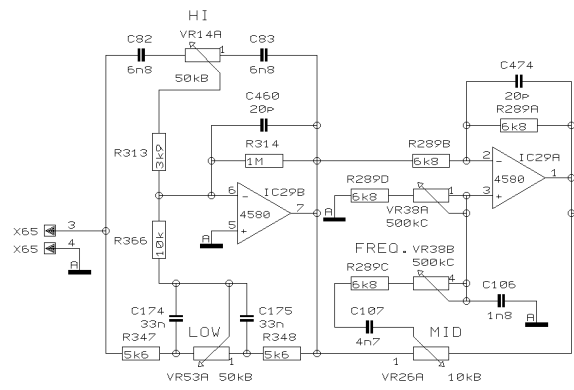 HI
C82
VR14A
C83
1
6n8
50kB
6n8
C474
20p
C460
20p
R289A
6k8
R313
3k9
R314
1M
R289B
6k8
2
IC29A
4580
1
3
6
IC29B
4580
7
5
A
R289D
6k8
1
VR38A
500kC
A
X65
3
X65
4
A
R366
10k
FREQ.
VR38B
500kC
R289C
6k8
4
C106
1n8
A
C174
33n
C175
33n
C107
4n7
MID
LOW
R347
5k6
1
R348
5k6
1
VR53A
50kB
VR26A
10kB